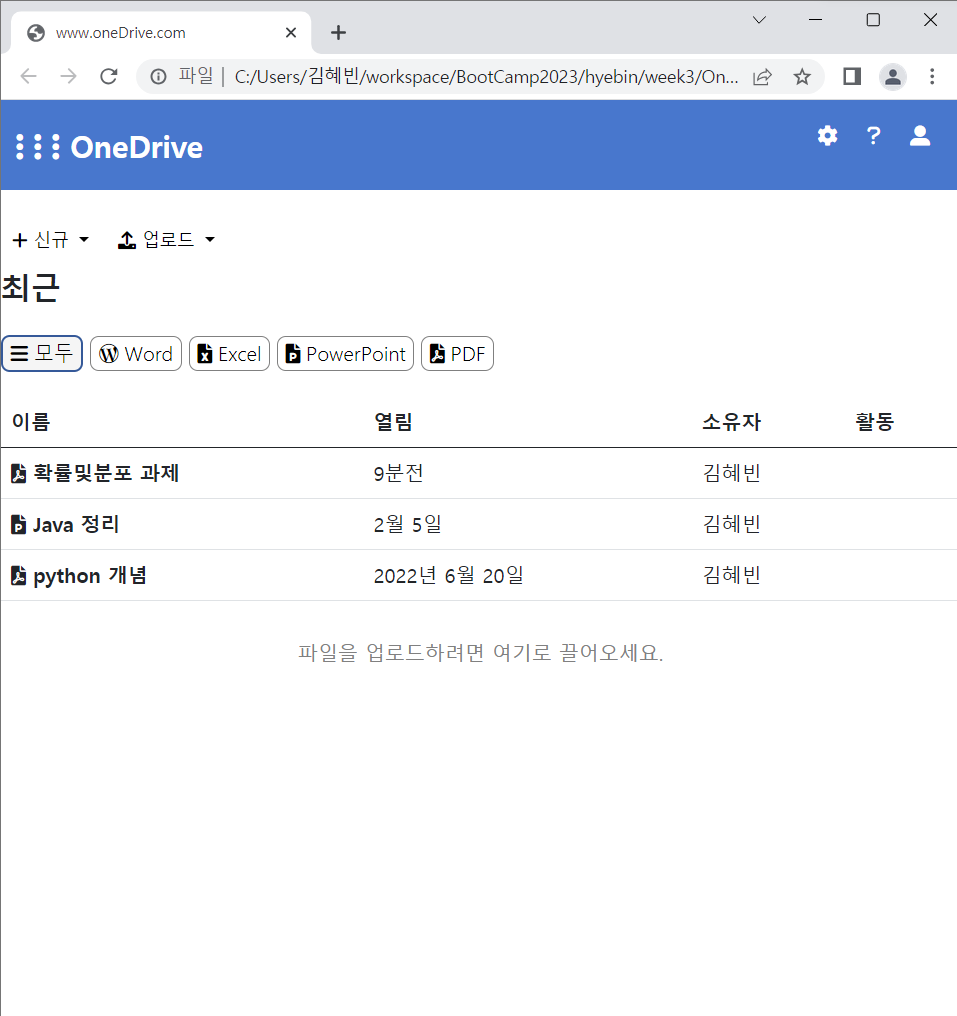 www.oneDrive.com
파일 | C:/Users/김혜빈/workspace/BootCamp2023/hyebin/week3/On...
OneDrive ?
신규 업로드
최근
모두 Word Excel PowerPoint PDF
이름 열림 소유자 활동
확률및분포 과제 9분전 김혜빈
Java 정리 2월 5일 김혜빈
python 개념 2022년 6월 20일 김혜빈
파일을 업로드하려면 여기로 끌어오세요.